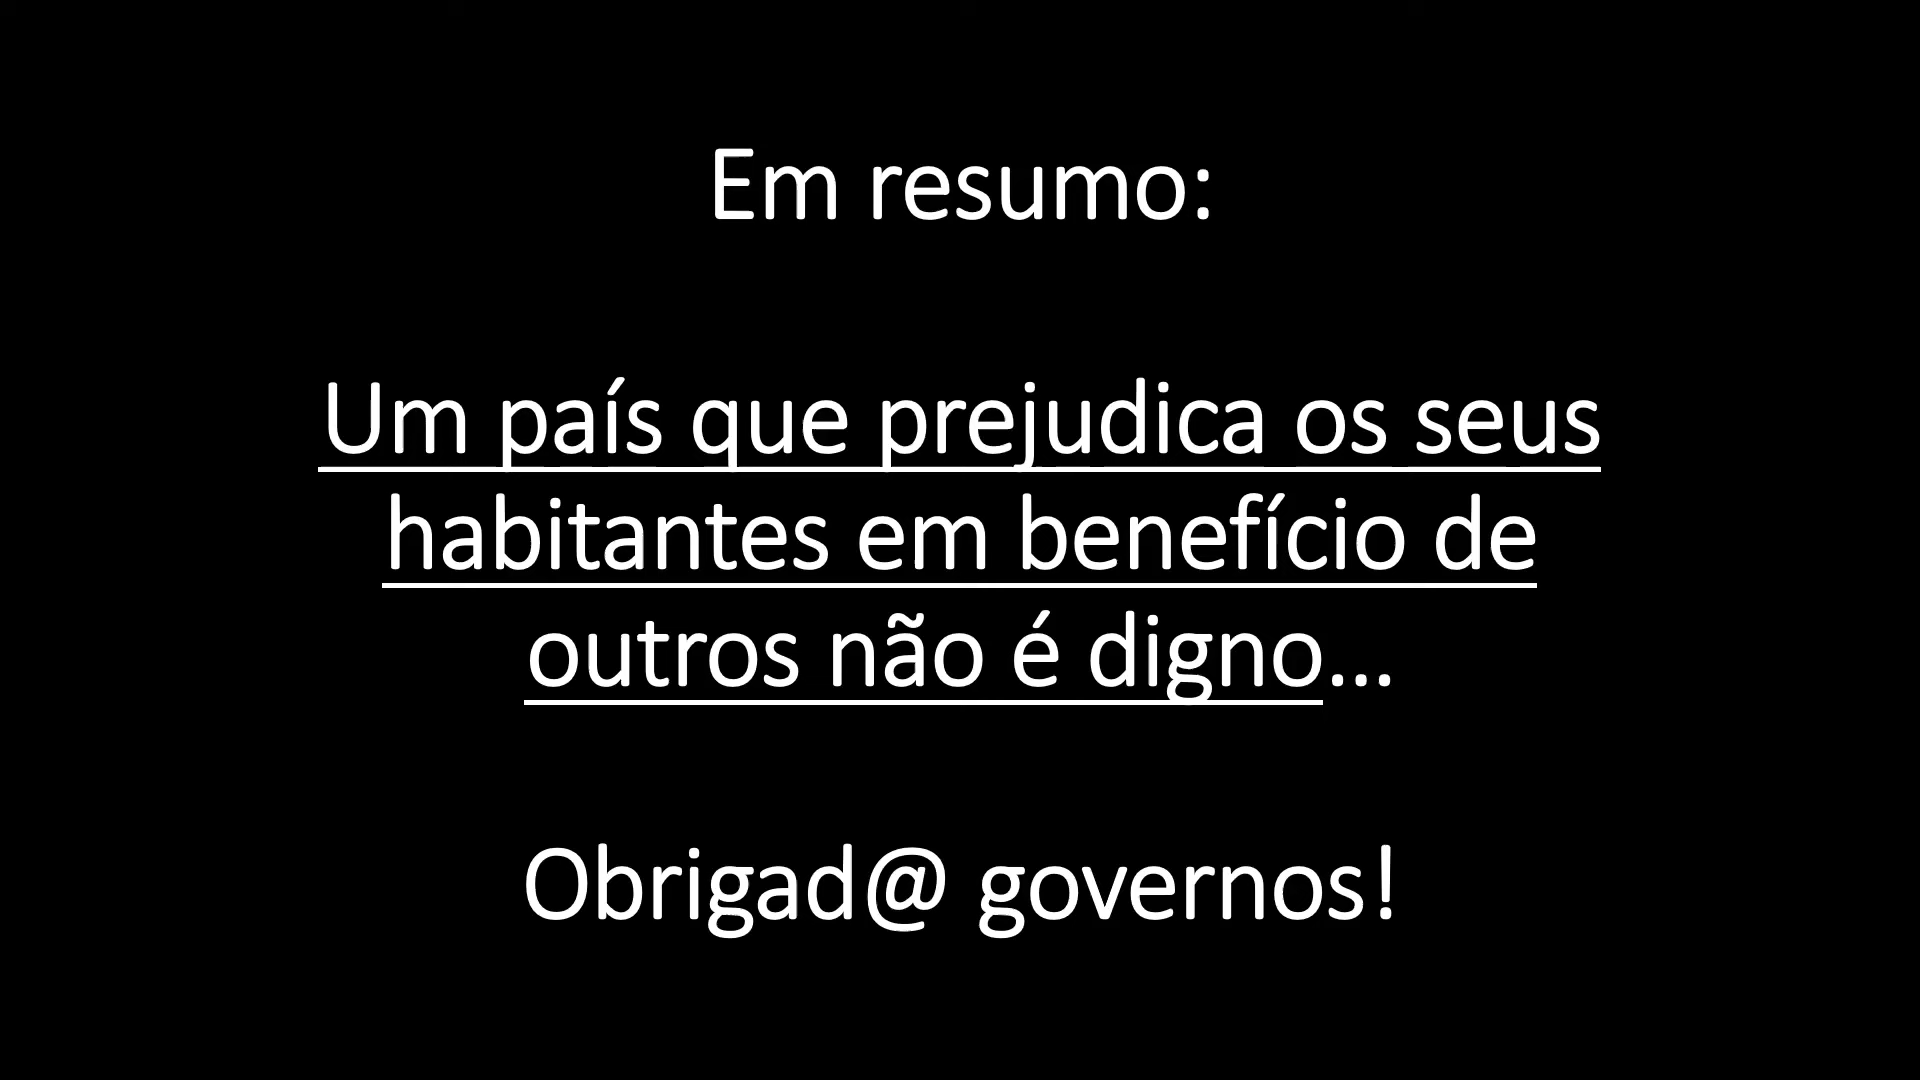 Em resumo:
Um país que prejudica os seus
habitantes em benefício de
outros não é digno...
Obrigad@ governos!